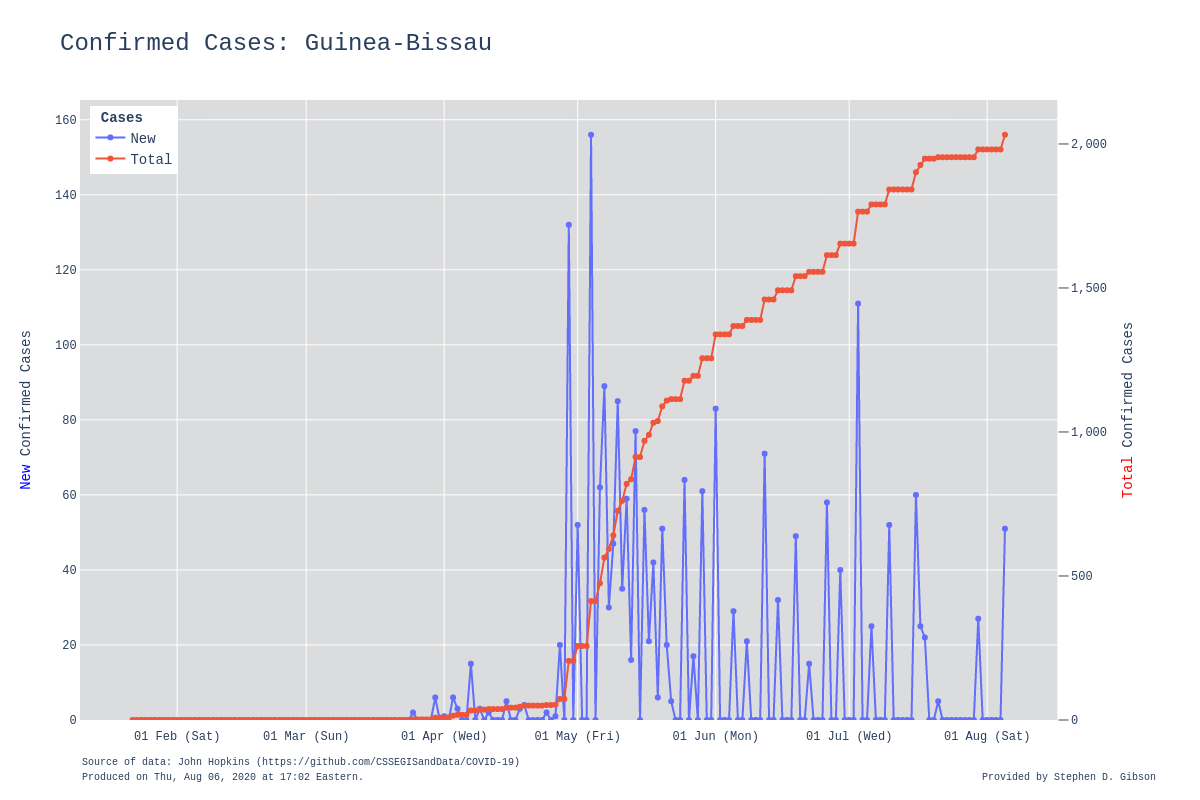 Confirmed Cases: Guinea-Bissau
Cases
New
Total
160
140
120
100
80
60
40
20
0
2,000
1,500
1,000
500
0
New Confirmed Cases
Total Confirmed Cases
01 Feb (Sat)
01 Mar (Sun)
01 Apr (Wed)
01 May (Fri)
01 Jun (Mon)
01 Jul (Wed)
01 Aug (Sat)
Source of data: John Hopkins (https://github.com/CSSEGISandData/COVID-19)
Produced on Thu, Aug 06, 2020 at 17:02 Eastern.
Provided by Stephen D. Gibson